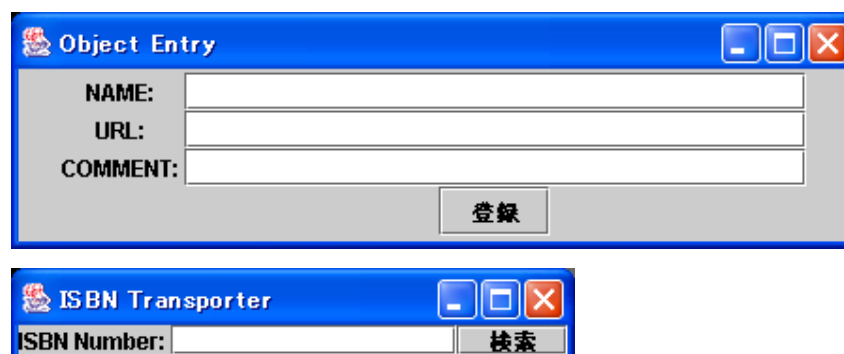 Object Entry
NAME:
URL:
COMMENT:
登録
ISBN Transporter
ISBN Number: 検索